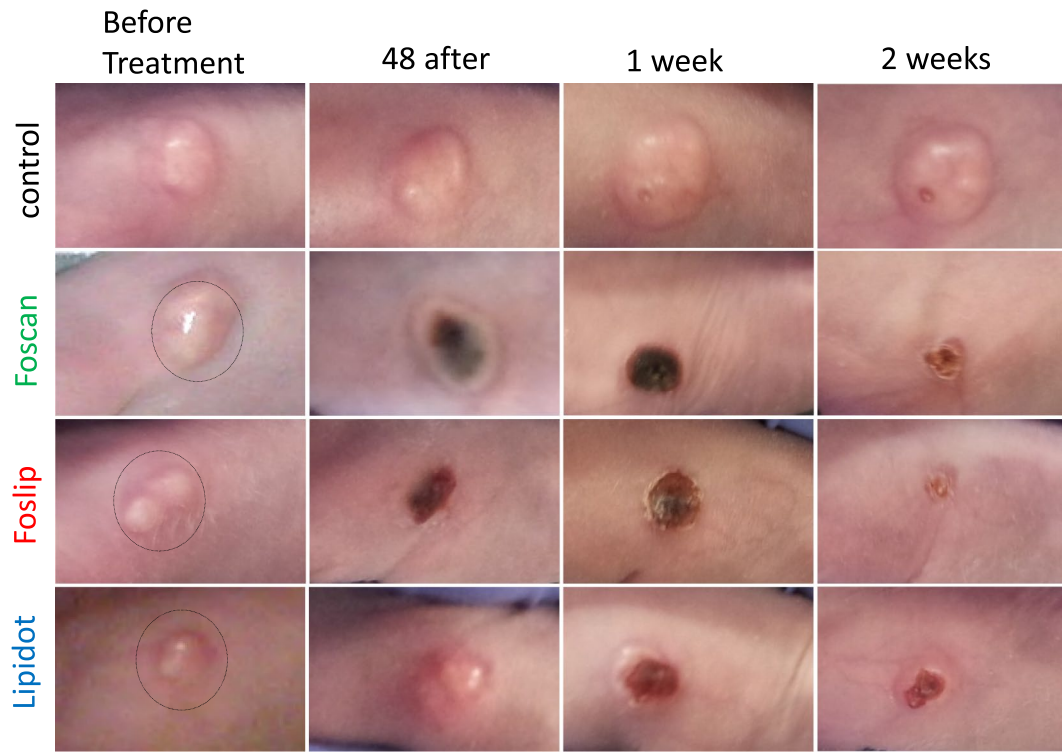 Before
Treatment
48 after
1 week
2 weeks
control
Foscan
Foslip
Lipidot